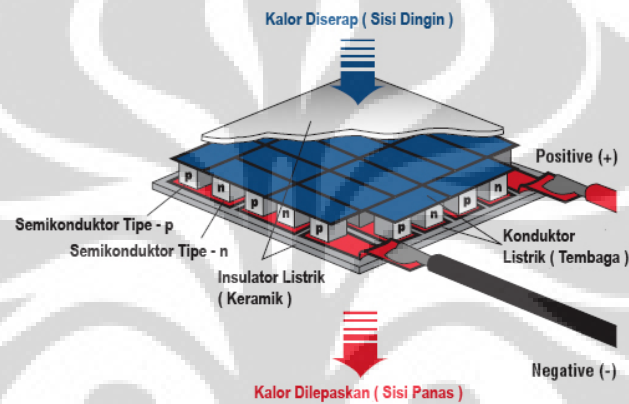 Kalor Diserap ( Sisi Dingin )
Positive (+)
p
n
p
n
p
p
n
p
n
Semikonduktor Tipe - p
Semikonduktor Tipe - n
Insulator Listrik
( Keramik )
Konduktor
Listrik ( Tembaga )
Negative (-)
Kalor Dilepaskan ( Sisi Panas )